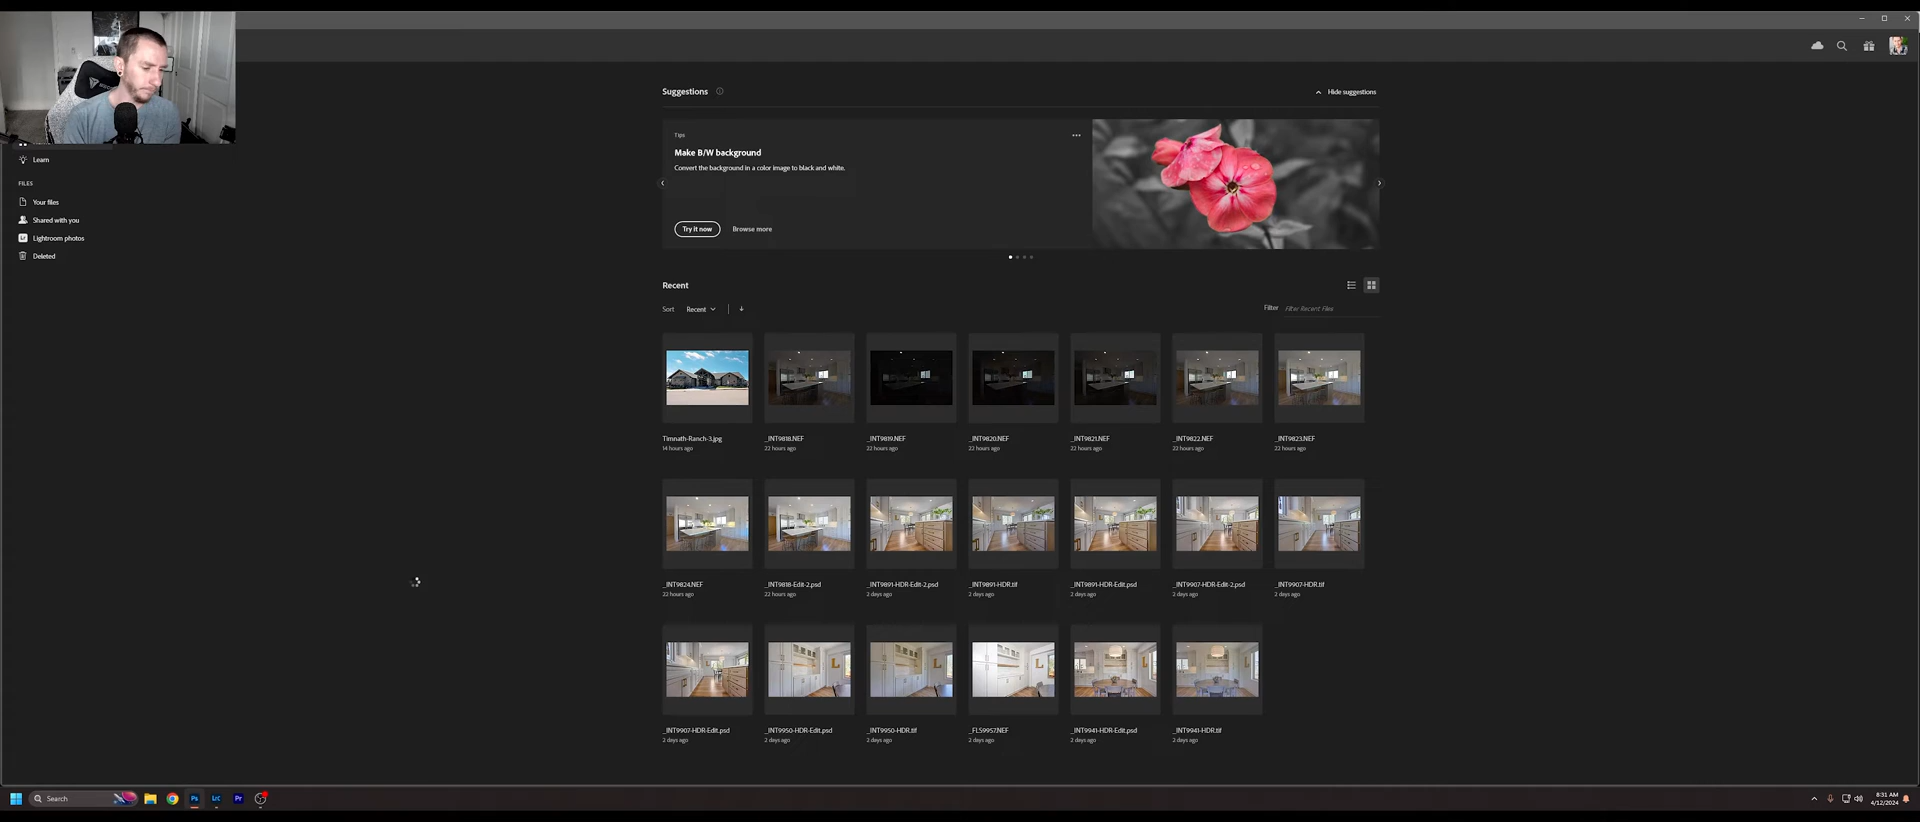 Suggestions
Hide suggestions
Tips
Make B/W background
Convert the background in a color image to black and white.
Try it now
Browse more
Learn
FILES
Your files
Shared with you
Lr Lightroom photos
Deleted
Recent
Sort Recent
Filter Filter Recent Files
Timnath-Ranch-3.jpg _INT9818.NEF _INT9819.NEF _INT9820.NEF _INT9821.NEF _INT9822.NEF _INT9823.NEF
14 hours ago 22 hours ago 22 hours ago 22 hours ago 22 hours ago 22 hours ago 22 hours ago
_INT9824.NEF _INT9818-Edit-2.psd _INT9891-HDR-Edit-2.psd _INT9891-HDR.tif _INT9891-HDR-Edit.psd _INT9907-HDR-Edit-2.psd _INT9907-HDR.tif
22 hours ago 22 hours ago 2 days ago 2 days ago 2 days ago 2 days ago 2 days ago
L L L
_INT9907-HDR-Edit.psd _INT9950-HDR-Edit.psd _INT9950-HDR.tif _FLS9957.NEF _INT9941-HDR-Edit.psd _INT9941-HDR.tif
2 days ago 2 days ago 2 days ago 2 days ago 2 days ago 2 days ago
Search Ps LrC Pr
8:31 AM
4/12/2024